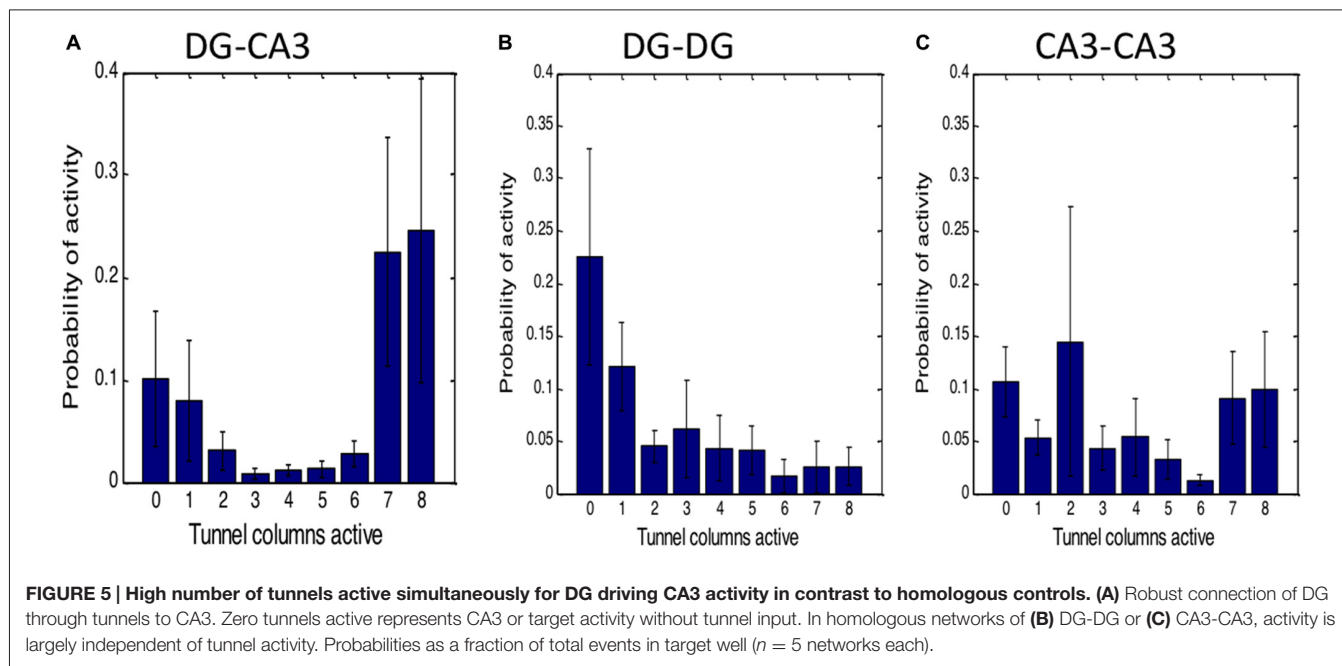 A
DG-CA3
0.4
0.3
0.2
0.1
0
Probability of activity
0 1 2 3 4 5 6 7 8
Tunnel columns active
B
DG-DG
0.4
0.35
0.3
0.25
0.2
0.15
0.1
0.05
0
Probability of activity
0 1 2 3 4 5 6 7 8
Tunnel columns active
C
CA3-CA3
0.4
0.35
0.3
0.25
0.2
0.15
0.1
0.05
0
Probability of activity
0 1 2 3 4 5 6 7 8
Tunnel columns active
FIGURE 5 | High number of tunnels active simultaneously for DG driving CA3 activity in contrast to homologous controls. (A) Robust connection of DG
through tunnels to CA3. Zero tunnels active represents CA3 or target activity without tunnel input. In homologous networks of (B) DG-DG or (C) CA3-CA3, activity is
largely independent of tunnel activity. Probabilities as a fraction of total events in target well (n = 5 networks each).